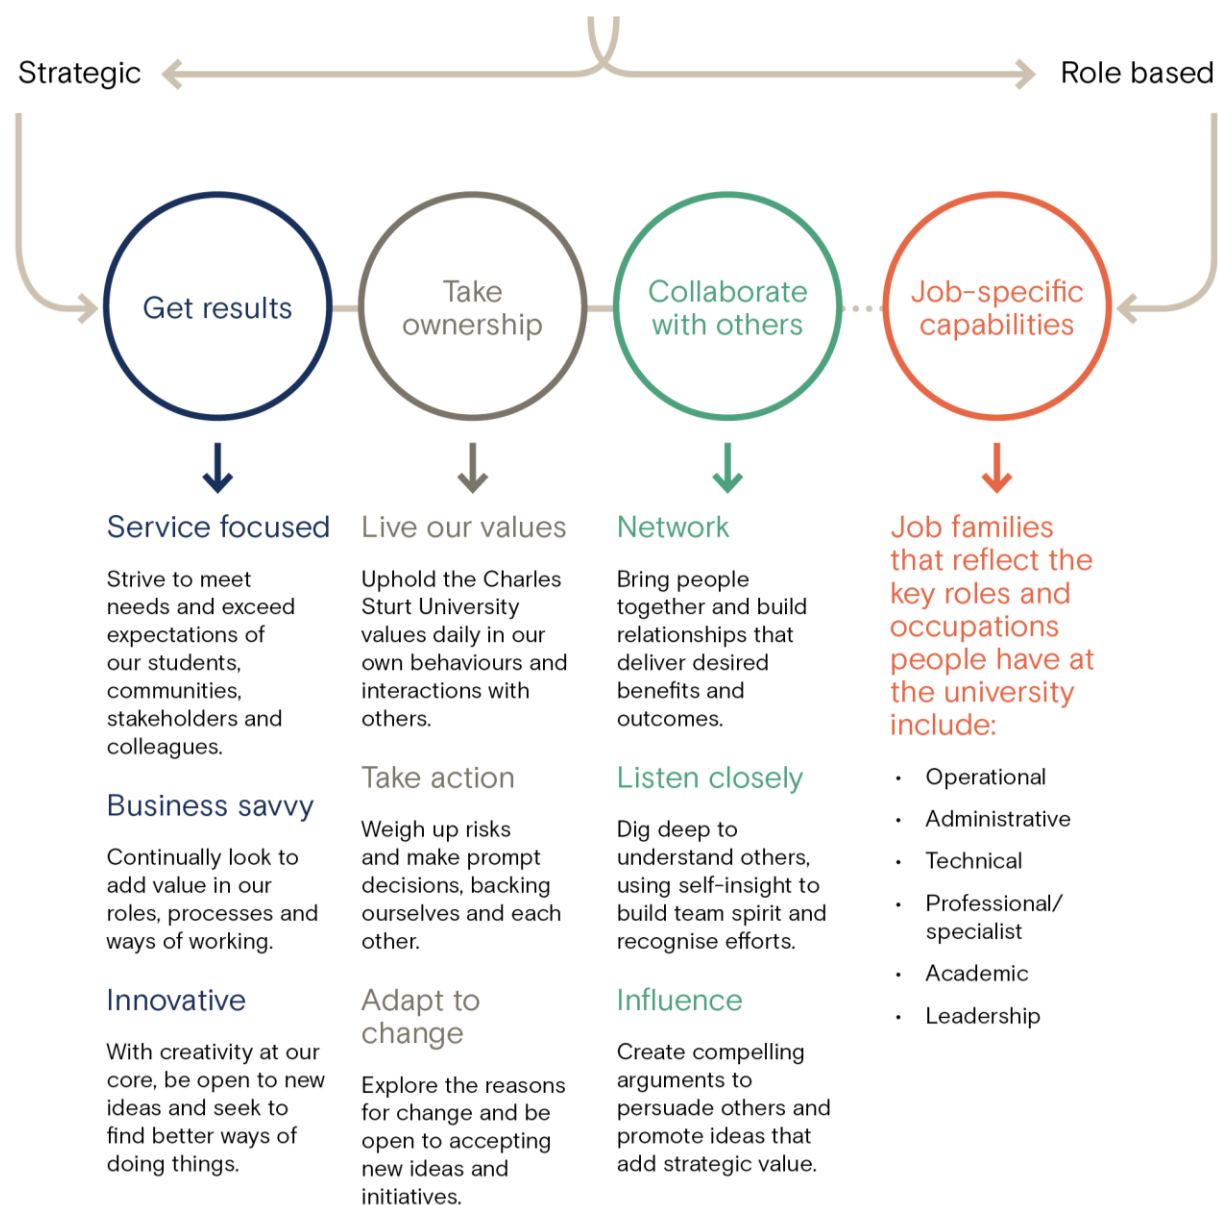 Strategic
Role based
Get results
Take
ownership
Collaborate
with others
Job-specific
capabilities
Service focused
Strive to meet
needs and exceed
expectations of
our students,
communities,
stakeholders and
colleagues.
Business savvy
Continually look to
add value in our
roles, processes and
ways of working.
Innovative
With creativity at our
core, be open to new
ideas and seek to
find better ways of
doing things.
Live our values
Uphold the Charles
Sturt University
values daily in our
own behaviours and
interactions with
others.
Take action
Weigh up risks
and make prompt
decisions, backing
ourselves and each
other.
Adapt to
change
Explore the reasons
for change and be
open to accepting
new ideas and
initiatives.
Network
Bring people
together and build
relationships that
deliver desired
benefits and
outcomes.
Listen closely
Dig deep to
understand others,
using self-insight to
build team spirit and
recognise efforts.
Influence
Create compelling
arguments to
persuade others and
promote ideas that
add strategic value.
Job families
that reflect the
key roles and
occupations
people have at
the university
include:
• Operational
• Administrative
• Technical
• Professional/
specialist
• Academic
• Leadership